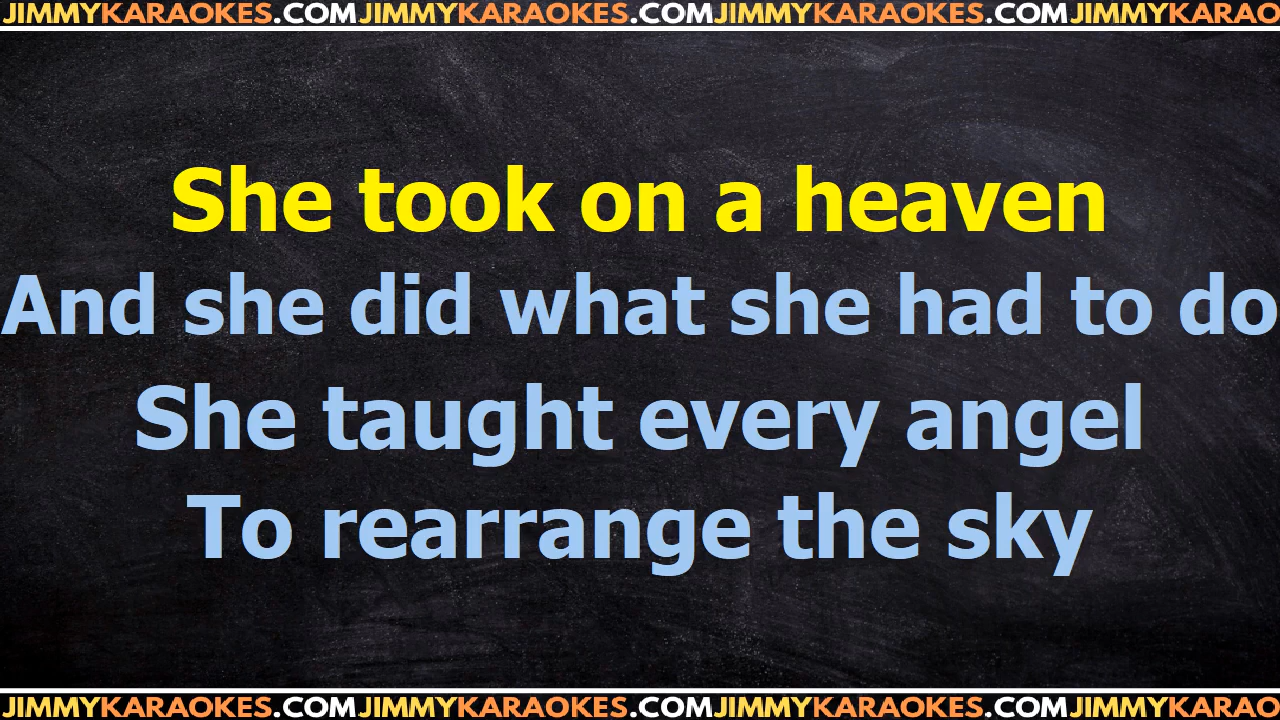 JIMMYKARAOKES.COMJIMMYKARAOKES.COMJIMMYKARAOKES.COMJIMMYKARAO
She took on a heaven
And she did what she had to do
She taught every angel
To rearrange the sky
JIMMYKARAOKES.COMJIMMYKARAOKES.COMJIMMYKARAOKES.COMJIMMYKARAO